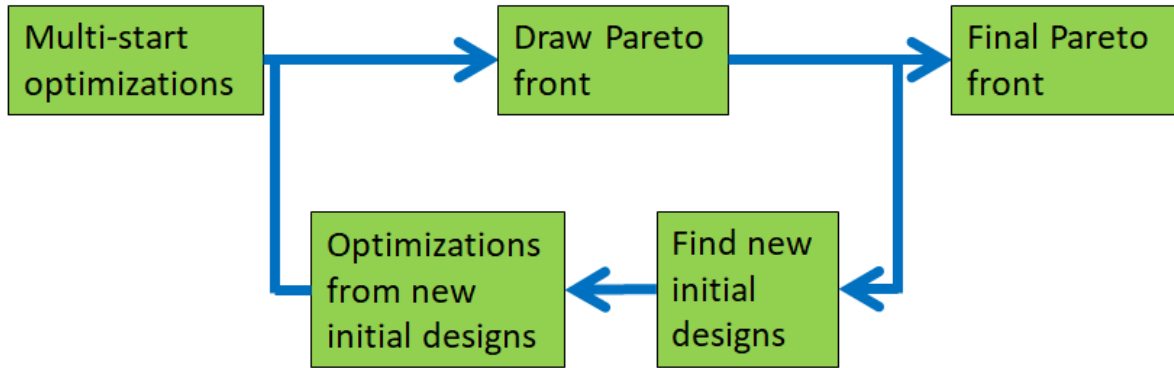 Multi-start
optimizations
Draw Pareto
front
Final Pareto
front
Optimizations
from new
initial designs
Find new
initial
designs